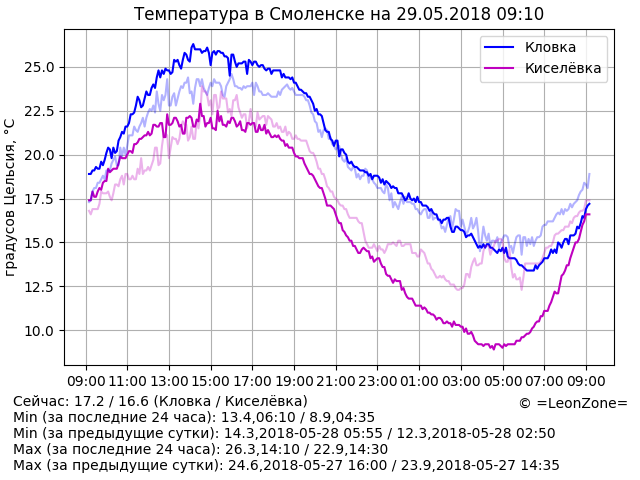 Температура в Смоленске на 29.05.2018 09:10
Кловка
Киселёвка
градусов Цельсия, °C
25.0
22.5
20.0
17.5
15.0
12.5
10.0
09:00 11:00 13:00 15:00 17:00 19:00 21:00 23:00 01:00 03:00 05:00 07:00 09:00
Сейчас: 17.2 / 16.6 (Кловка / Киселёвка)
© =LeonZone=
Min (за последние 24 часа): 13.4,06:10 / 8.9,04:35
Min (за предыдущие сутки): 14.3,2018-05-28 05:55 / 12.3,2018-05-28 02:50
Max (за последние 24 часа): 26.3,14:10 / 22.9,14:30
Max (за предыдущие сутки): 24.6,2018-05-27 16:00 / 23.9,2018-05-27 14:35